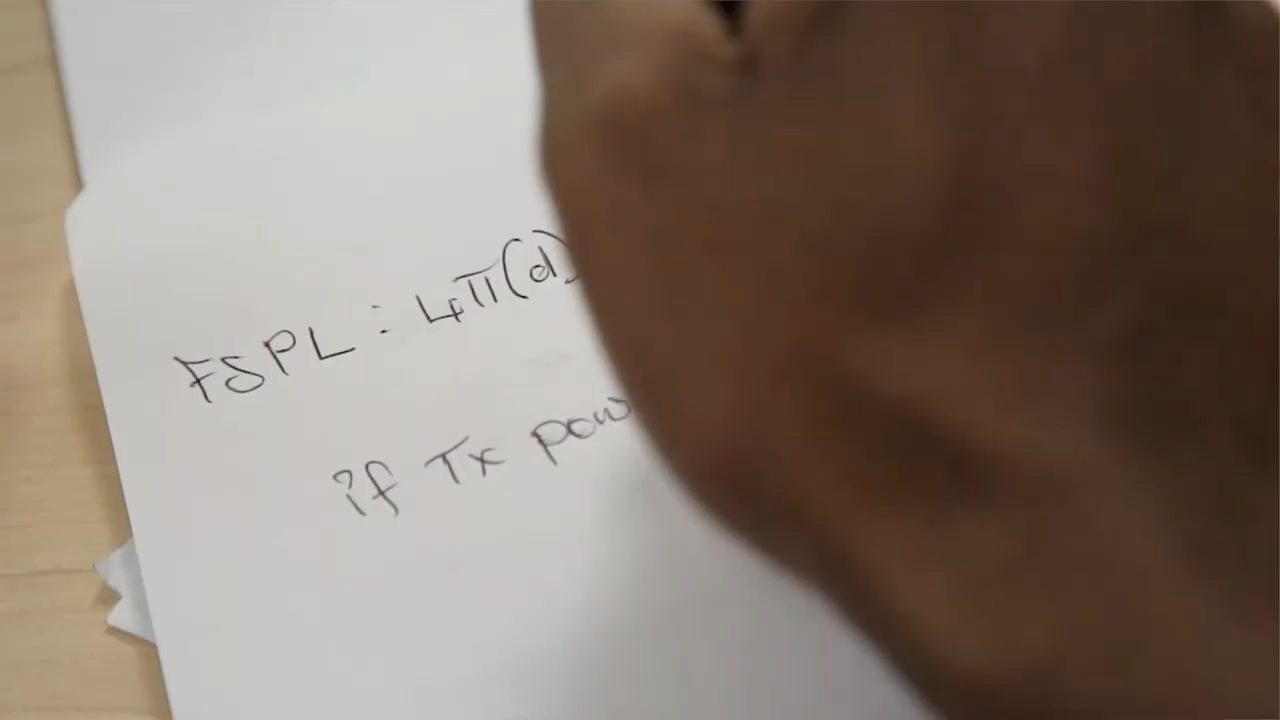 FSPL : 4π(d)
if Tx pow